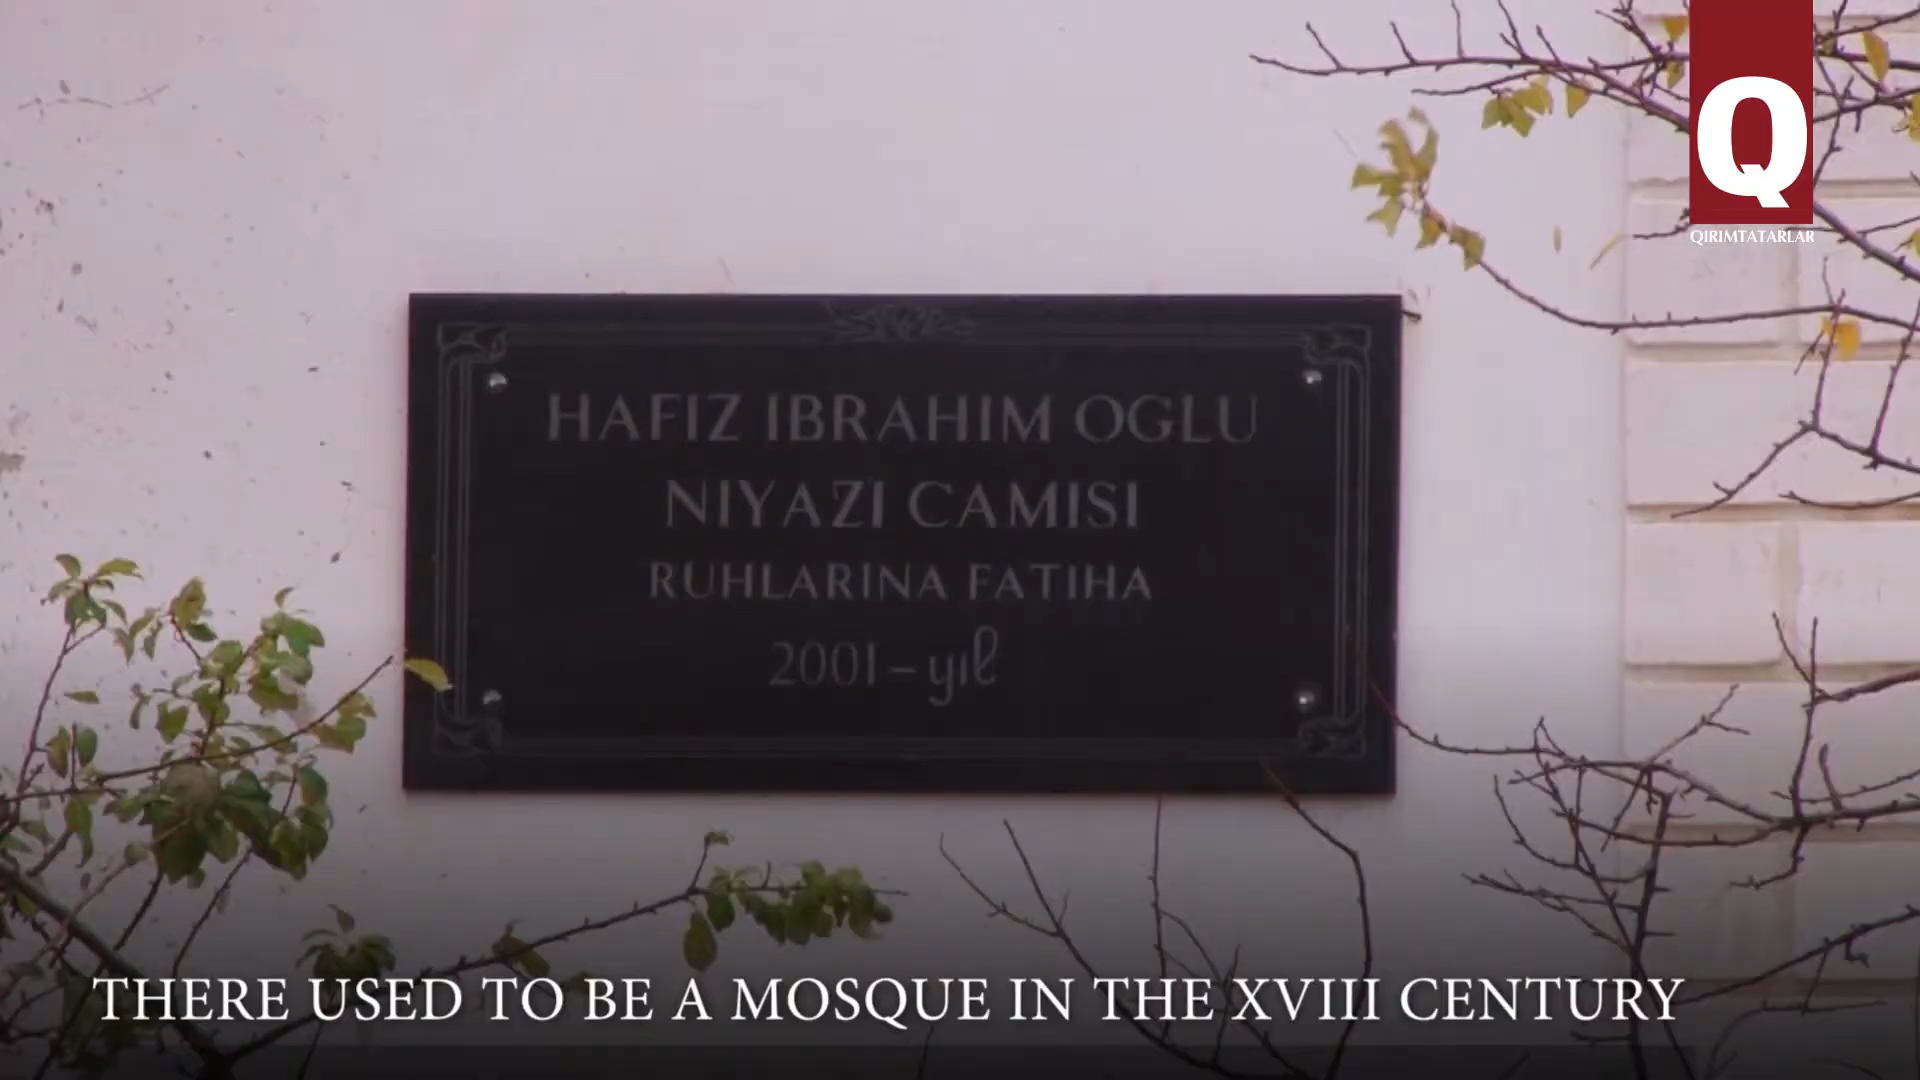 Q
QIRIMTATARLAR
HAFIZ IBRAHIM OGLU
NIYAZI CAMISI
RUHLARINA FATIHA
2001 – yıl
THERE USED TO BE A MOSQUE IN THE XVIII CENTURY